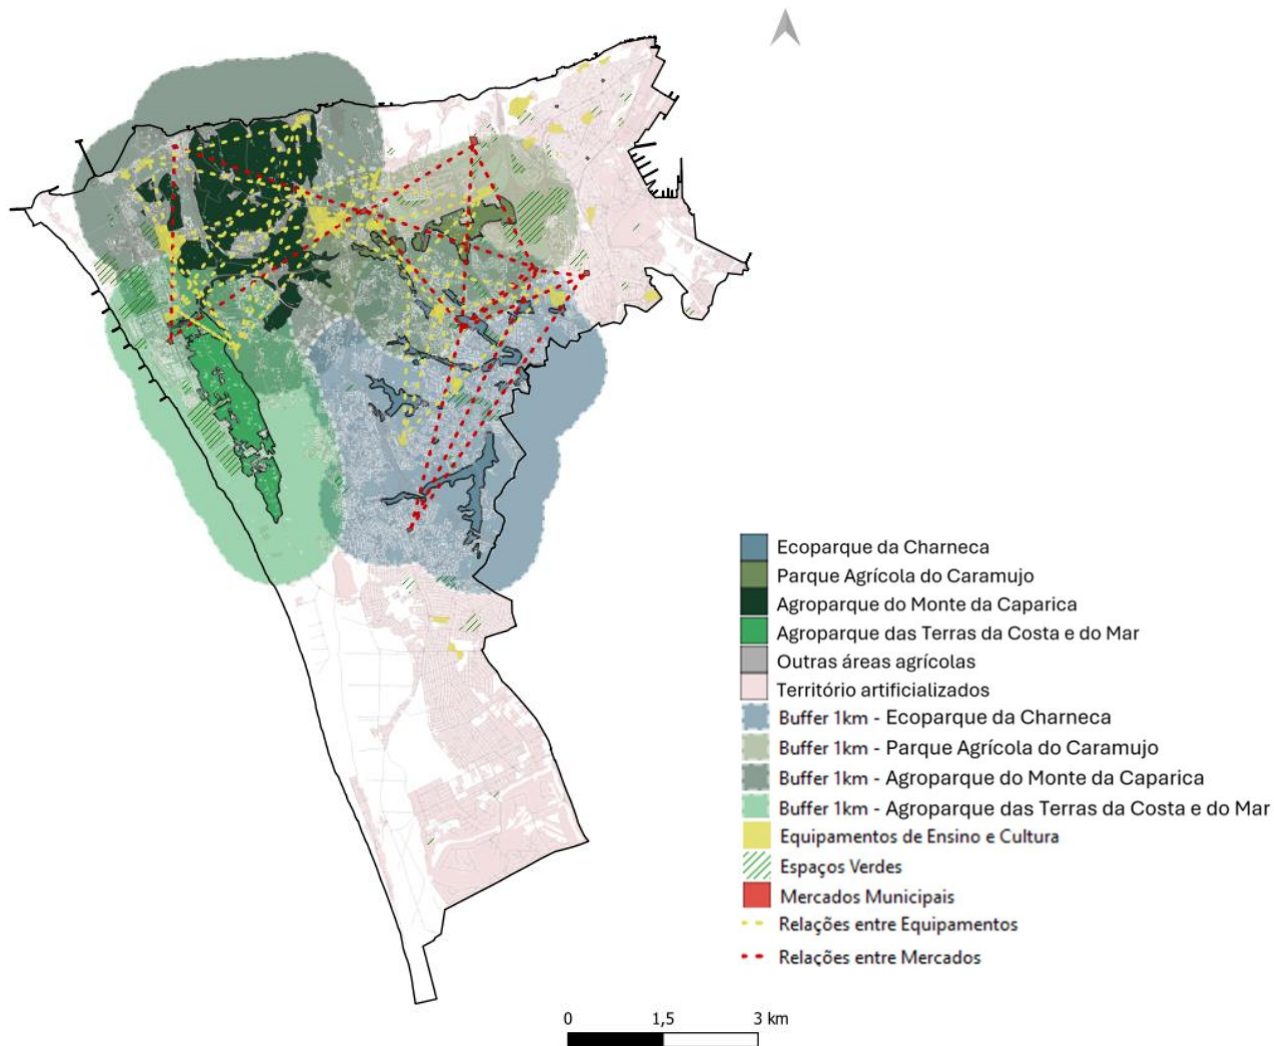 Ecoparque da Charneca
Parque Agrícola do Caramujo
Agroparque do Monte da Caparica
Agroparque das Terras da Costa e do Mar
Outras áreas agrícolas
Território artificializados
Buffer 1km - Ecoparque da Charneca
Buffer 1km - Parque Agrícola do Caramujo
Buffer 1km - Agroparque do Monte da Caparica
Buffer 1km - Agroparque das Terras da Costa e do Mar
Equipamentos de Ensino e Cultura
Espaços Verdes
Mercados Municipais
Relações entre Equipamentos
Relações entre Mercados
0 1,5 3 km